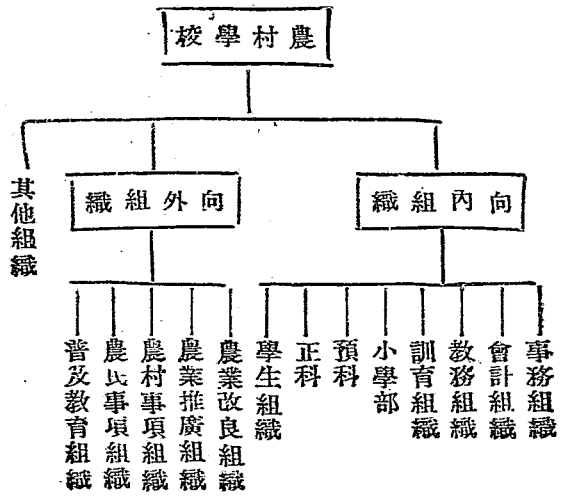 農村學校
向內組織
向外組織
其他組織
事務組織
會計組織
教務組織
訓育組織
小學部
預科
正科
學生組織
農業改良組織
農業推廣組織
農村事項組織
農民事項組織
普及教育組織